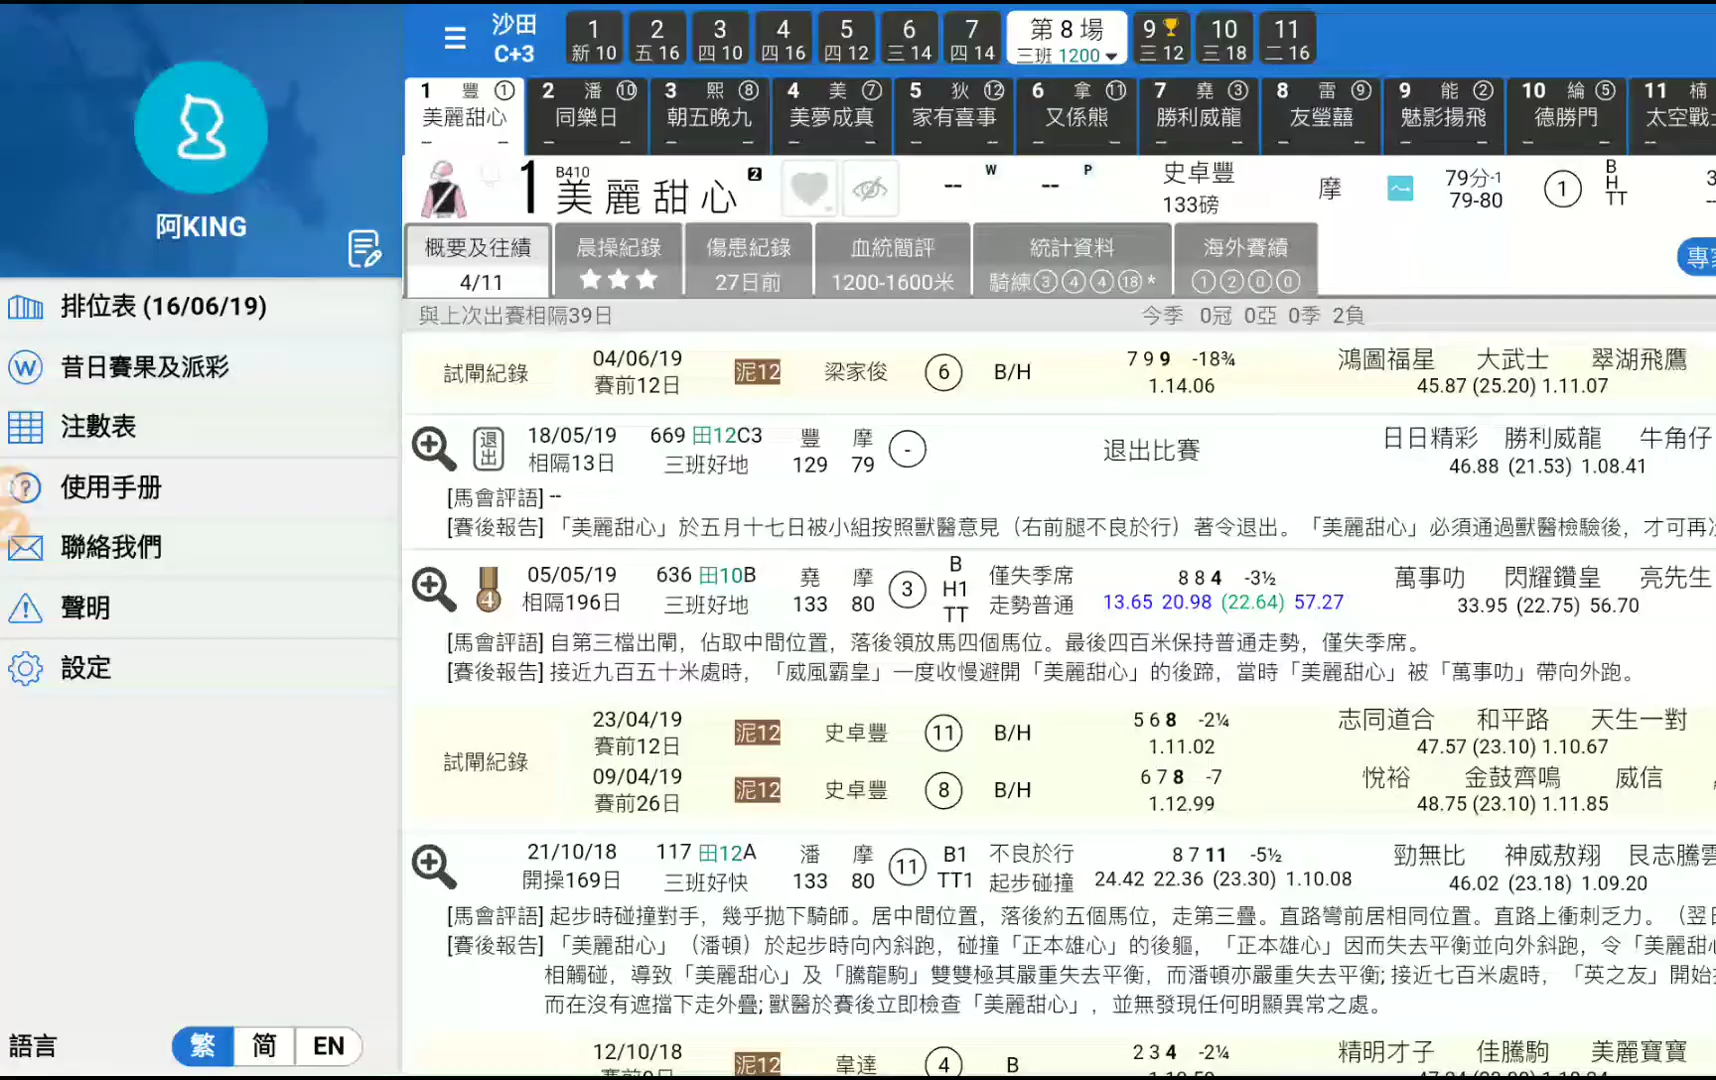 阿KING
排位表 (16/06/19)
昔日賽果及派彩
注數表
使用手册
聯絡我們
聲明
設定
語言 繁 简 EN
沙田
C+3
1 新 10
2 五 16
3 四 10
4 四 16
5 四 12
6 三 14
7 四 14
第 8 場
三班 1200
9 三 12
10 三 18
11 二 16
1 豐 ① 美麗甜心 – –
2 潘 ⑩ 同樂日 – –
3 熙 ⑧ 朝五晚九 – –
4 美 ⑦ 美夢成真 – –
5 狄 ⑫ 家有喜事 – –
6 拿 ⑪ 又係熊 – –
7 堯 ③ 勝利威龍 – –
8 雷 ⑨ 友瑩囍 – –
9 能 ② 魅影揚飛 – –
10 綸 ⑤ 德勝門 – –
11 楠 太空戰士
1 B410 美麗甜心 2 -- W -- P 史卓豐 133磅 摩 79分-1 79-80 ① B H TT
概要及往績 4/11
晨操紀錄 ★★★
傷患紀錄 27日前
血統簡評 1200-1600米
統計資料 騎練③④④⑱*
海外賽績 ①②⓪⓪
專
與上次出賽相隔39日 今季 0冠 0亞 0季 2負
試閘紀錄 04/06/19 泥12 梁家俊 ⑥ B/H 7 9 9 -18¾ 鴻圖福星 大武士 翠湖飛鷹
賽前12日 1.14.06 45.87 (25.20) 1.11.07
退出 18/05/19 669 田12C3 豐 摩 - 退出比賽 日日精彩 勝利威龍 牛角仔
相隔13日 三班好地 129 79 46.88 (21.53) 1.08.41
[馬會評語] --
[賽後報告] 「美麗甜心」於五月十七日被小組按照獸醫意見（右前腿不良於行）著令退出。「美麗甜心」必須通過獸醫檢驗後，才可再次
4 05/05/19 636 田10B 堯 摩 ③ B H1 TT 僅失季席 8 8 4 -3½ 萬事叻 閃耀鑽皇 亮先生
相隔196日 三班好地 133 80 走勢普通 13.65 20.98 (22.64) 57.27 33.95 (22.75) 56.70
[馬會評語] 自第三檔出閘，佔取中間位置，落後領放馬四個馬位。最後四百米保持普通走勢，僅失季席。
[賽後報告] 接近九百五十米處時，「威風霸皇」一度收慢避開「美麗甜心」的後蹄，當時「美麗甜心」被「萬事叻」帶向外跑。
試閘紀錄
23/04/19 泥12 史卓豐 ⑪ B/H 5 6 8 -2¼ 志同道合 和平路 天生一對
賽前12日 1.11.02 47.57 (23.10) 1.10.67
09/04/19 泥12 史卓豐 ⑧ B/H 6 7 8 -7 悅裕 金鼓齊鳴 威信
賽前26日 1.12.99 48.75 (23.10) 1.11.85
21/10/18 117 田12A 潘 摩 ⑪ B1 TT1 不良於行 8 7 11 -5½ 勁無比 神威敖翔 艮志騰雲
開操169日 三班好快 133 80 起步碰撞 24.42 22.36 (23.30) 1.10.08 46.02 (23.18) 1.09.20
[馬會評語] 起步時碰撞對手，幾乎拋下騎師。居中間位置，落後約五個馬位，走第三疊。直路彎前居相同位置。直路上衝刺乏力。（翌日
[賽後報告] 「美麗甜心」（潘頓）於起步時向內斜跑，碰撞「正本雄心」的後軀，「正本雄心」因而失去平衡並向外斜跑，令「美麗甜心
相觸碰，導致「美麗甜心」及「騰龍駒」雙雙極其嚴重失去平衡，而潘頓亦嚴重失去平衡; 接近七百米處時，「英之友」開始
而在沒有遮擋下走外疊; 獸醫於賽後立即檢查「美麗甜心」，並無發現任何明顯異常之處。
12/10/18 泥12 韋達 ④ B 2 3 4 -2¼ 精明才子 佳騰駒 美麗寶寶